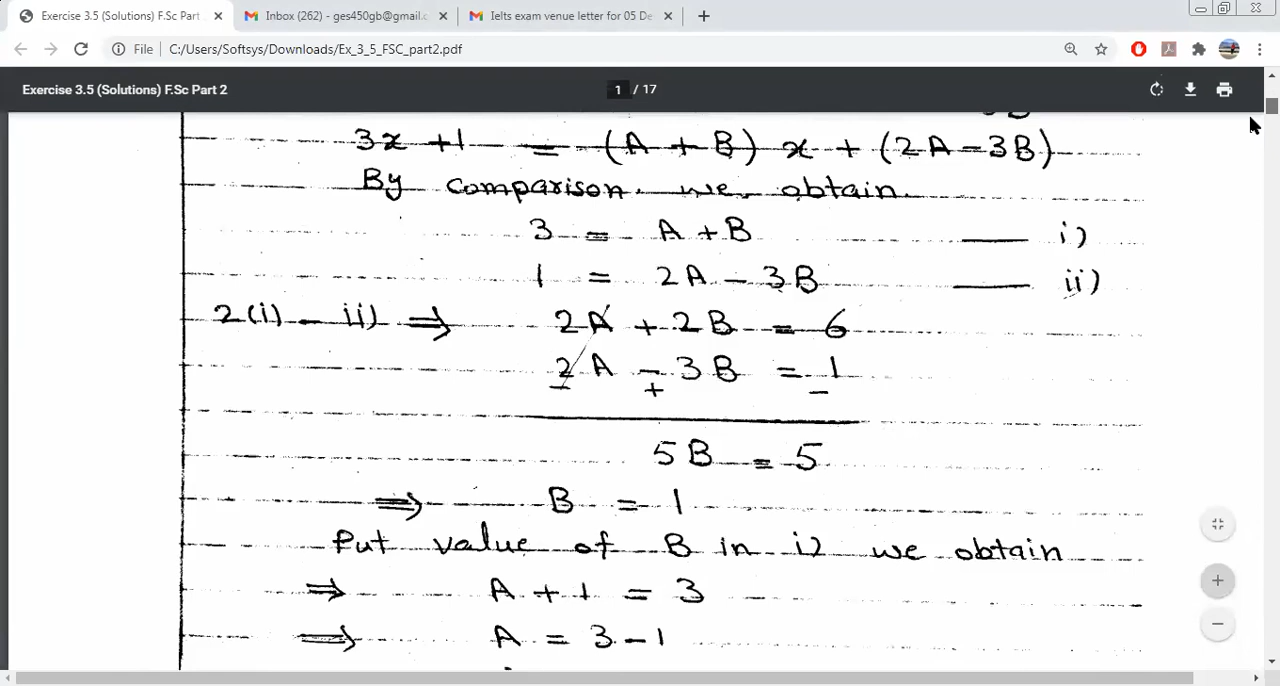 Exercise 3.5 (Solutions) F.Sc Part
Inbox (262) - ges450gb@gmail.c
Ielts exam venue letter for 05 De
File C:/Users/Softsys/Downloads/Ex_3_5_FSC_part2.pdf
Exercise 3.5 (Solutions) F.Sc Part 2
1 / 17
3x + 1 = (A + B) x + (2A - 3B)
By comparison we obtain
3 = A + B —— i)
1 = 2A - 3B —— ii)
2(i) - ii) ⇒ 2A + 2B = 6
2A - 3B = 1
- + -
5B = 5
⇒ B = 1
Put value of B in i) we obtain
⇒ A + 1 = 3
⇒ A = 3 - 1